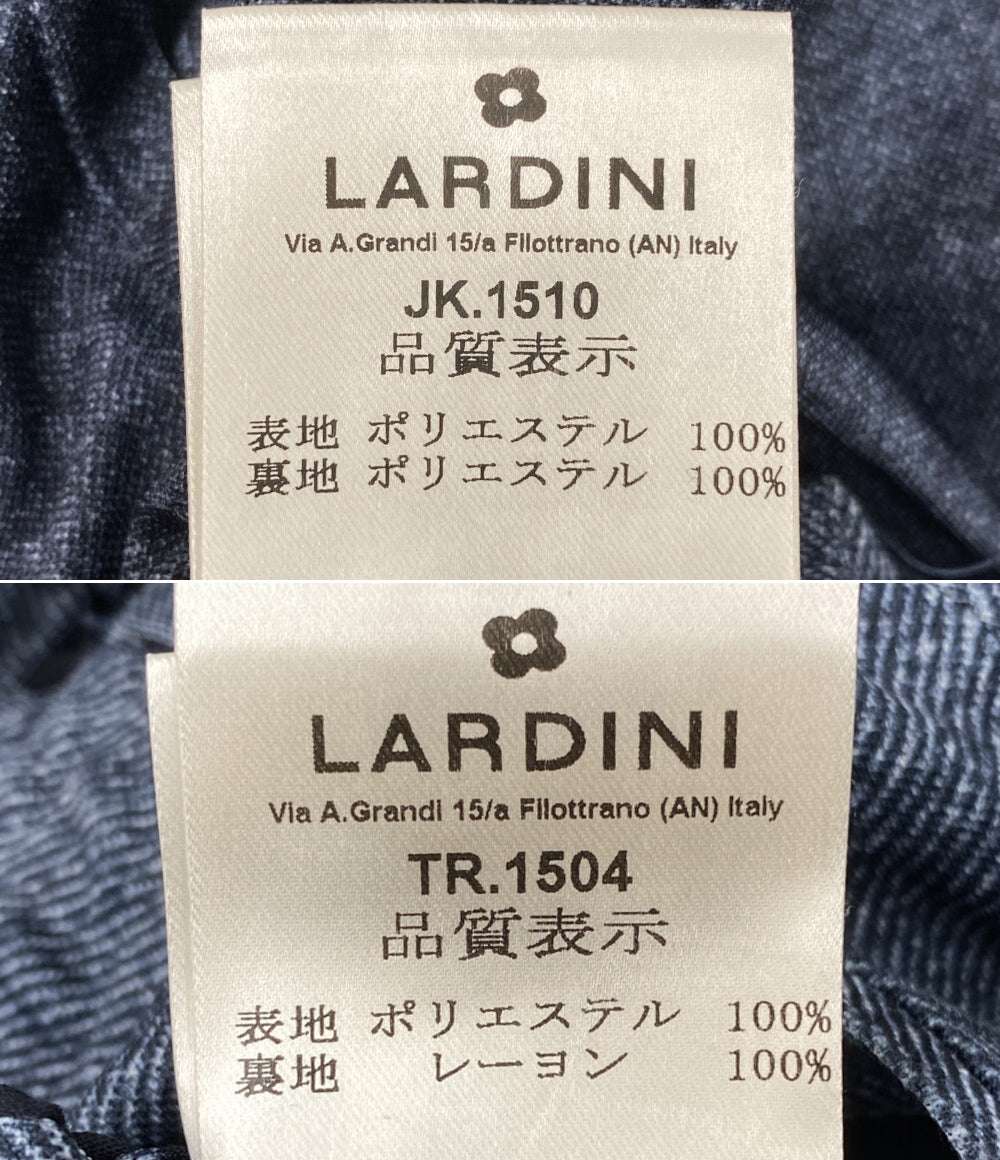 LARDINI
Via A.Grandi 15/a Filottrano (AN) Italy
JK.1510
品質表示
表地 ポリエステル 100%
裏地 ポリエステル 100%
LARDINI
Via A.Grandi 15/a Filottrano (AN) Italy
TR.1504
品質表示
表地 ポリエステル 100%
裏地 レーヨン 100%